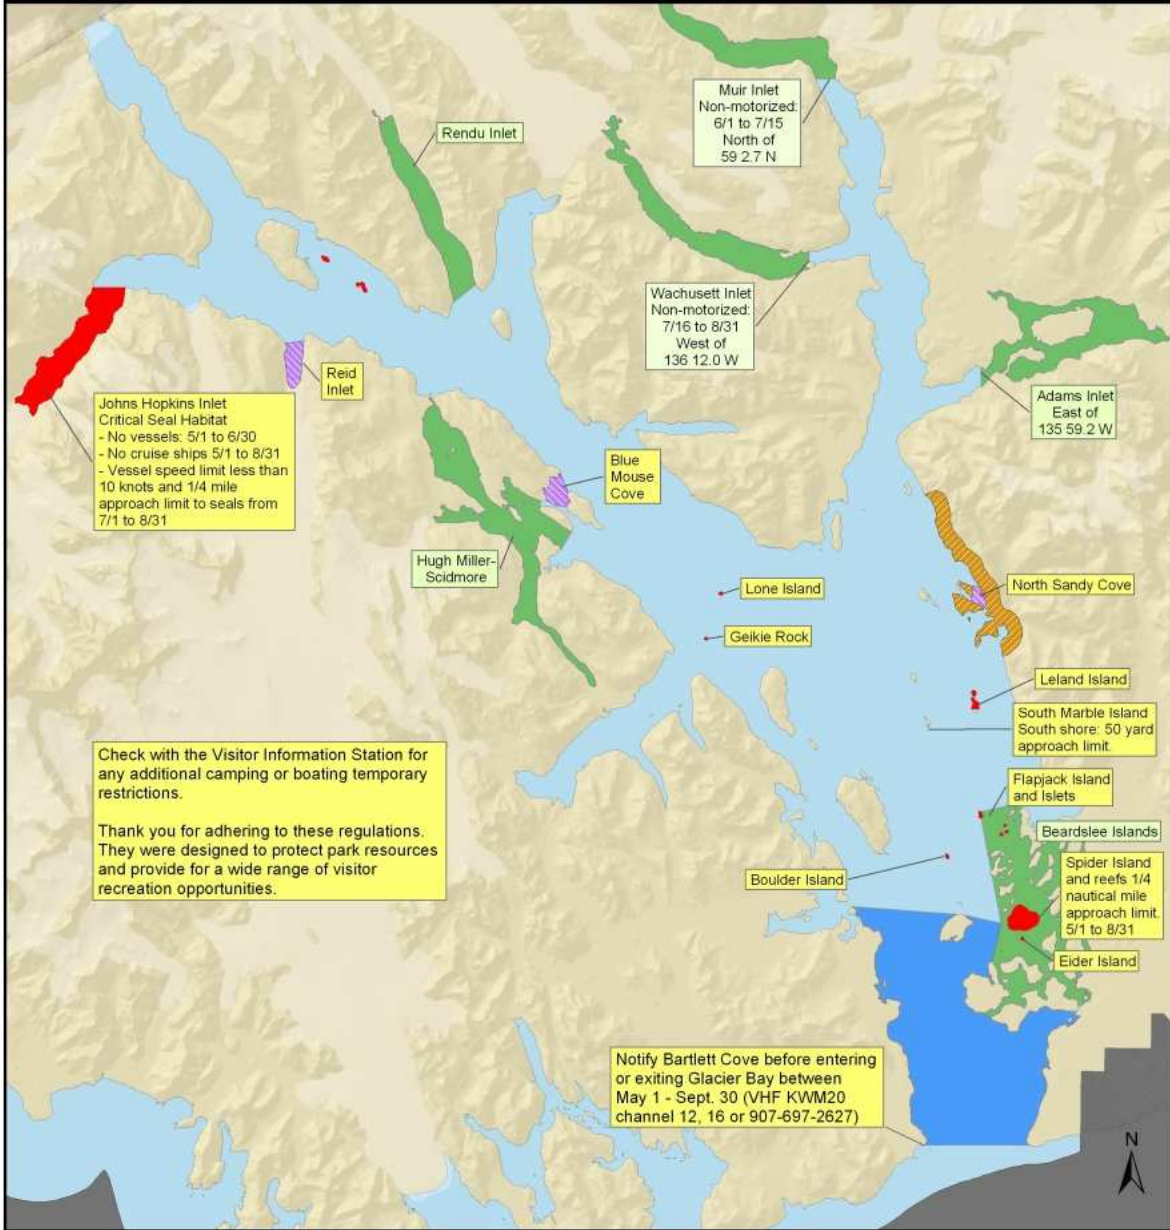 Muir Inlet
Non-motorized:
6/1 to 7/15
North of
59 2.7 N
Rendu Inlet
Wachusett Inlet
Non-motorized:
7/16 to 8/31
West of
136 12.0 W
Reid
Inlet
Adams Inlet
East of
135 59.2 W
Johns Hopkins Inlet
Critical Seal Habitat
- No vessels: 5/1 to 6/30
- No cruise ships 5/1 to 8/31
- Vessel speed limit less than
10 knots and 1/4 mile
approach limit to seals from
7/1 to 8/31
Blue
Mouse
Cove
Hugh Miller-
Scidmore
Lone Island
North Sandy Cove
Geikie Rock
Leland Island
South Marble Island
South shore: 50 yard
approach limit.
Check with the Visitor Information Station for
any additional camping or boating temporary
restrictions.
Thank you for adhering to these regulations.
They were designed to protect park resources
and provide for a wide range of visitor
recreation opportunities.
Flapjack Island
and Islets
Beardslee Islands
Boulder Island
Spider Island
and reefs 1/4
nautical mile
approach limit.
5/1 to 8/31
Eider Island
Notify Bartlett Cove before entering
or exiting Glacier Bay between
May 1 - Sept. 30 (VHF KWM20
channel 12, 16 or 907-697-2627)
N